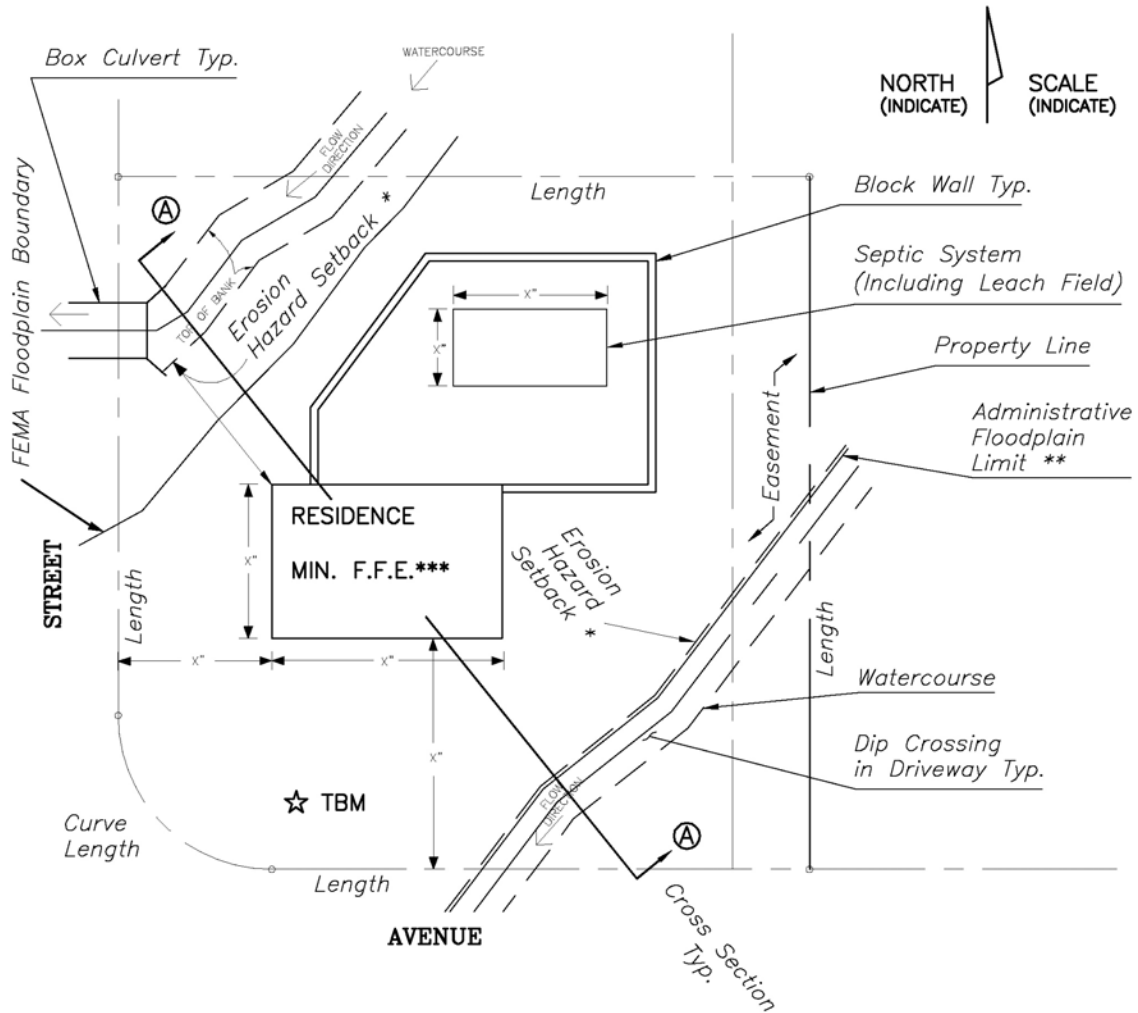 Box Culvert Typ.
WATERCOURSE
NORTH
(INDICATE)
SCALE
(INDICATE)
FLOW
DIRECTION
Length
Block Wall Typ.
A
FEMA Floodplain Boundary
Septic System
(Including Leach Field)
TOP OF BANK
Erosion
Hazard Setback *
X"
X"
Property Line
Easement
Administrative
Floodplain
Limit **
RESIDENCE
MIN. F.F.E.***
X"
STREET
Length
Erosion
Hazard
Setback *
Length
X"
X"
Watercourse
X"
Dip Crossing
in Driveway Typ.
TBM
FLOW
DIRECTION
Curve
Length
A
Length
AVENUE
Cross Section
Typ.